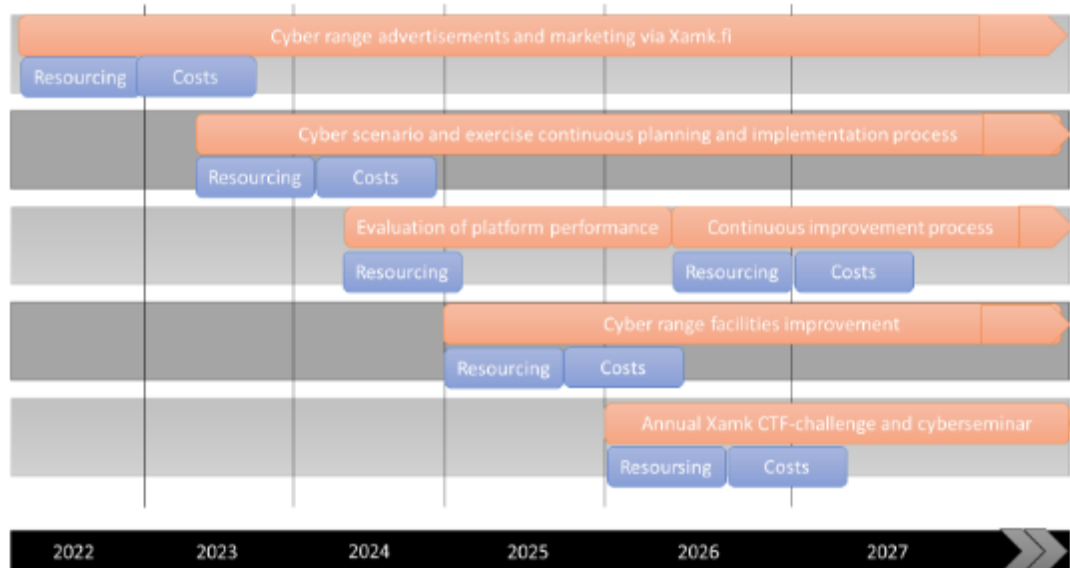 Cyber range advertisements and marketing via Xamk.fi
Resourcing
Costs
Cyber scenario and exercise continuous planning and implementation process
Resourcing
Costs
Evaluation of platform performance
Continuous improvement process
Resourcing
Resourcing
Costs
Cyber range facilities improvement
Resourcing
Costs
Annual Xamk CTF-challenge and cyberseminar
Resoursing
Costs
2022
2023
2024
2025
2026
2027